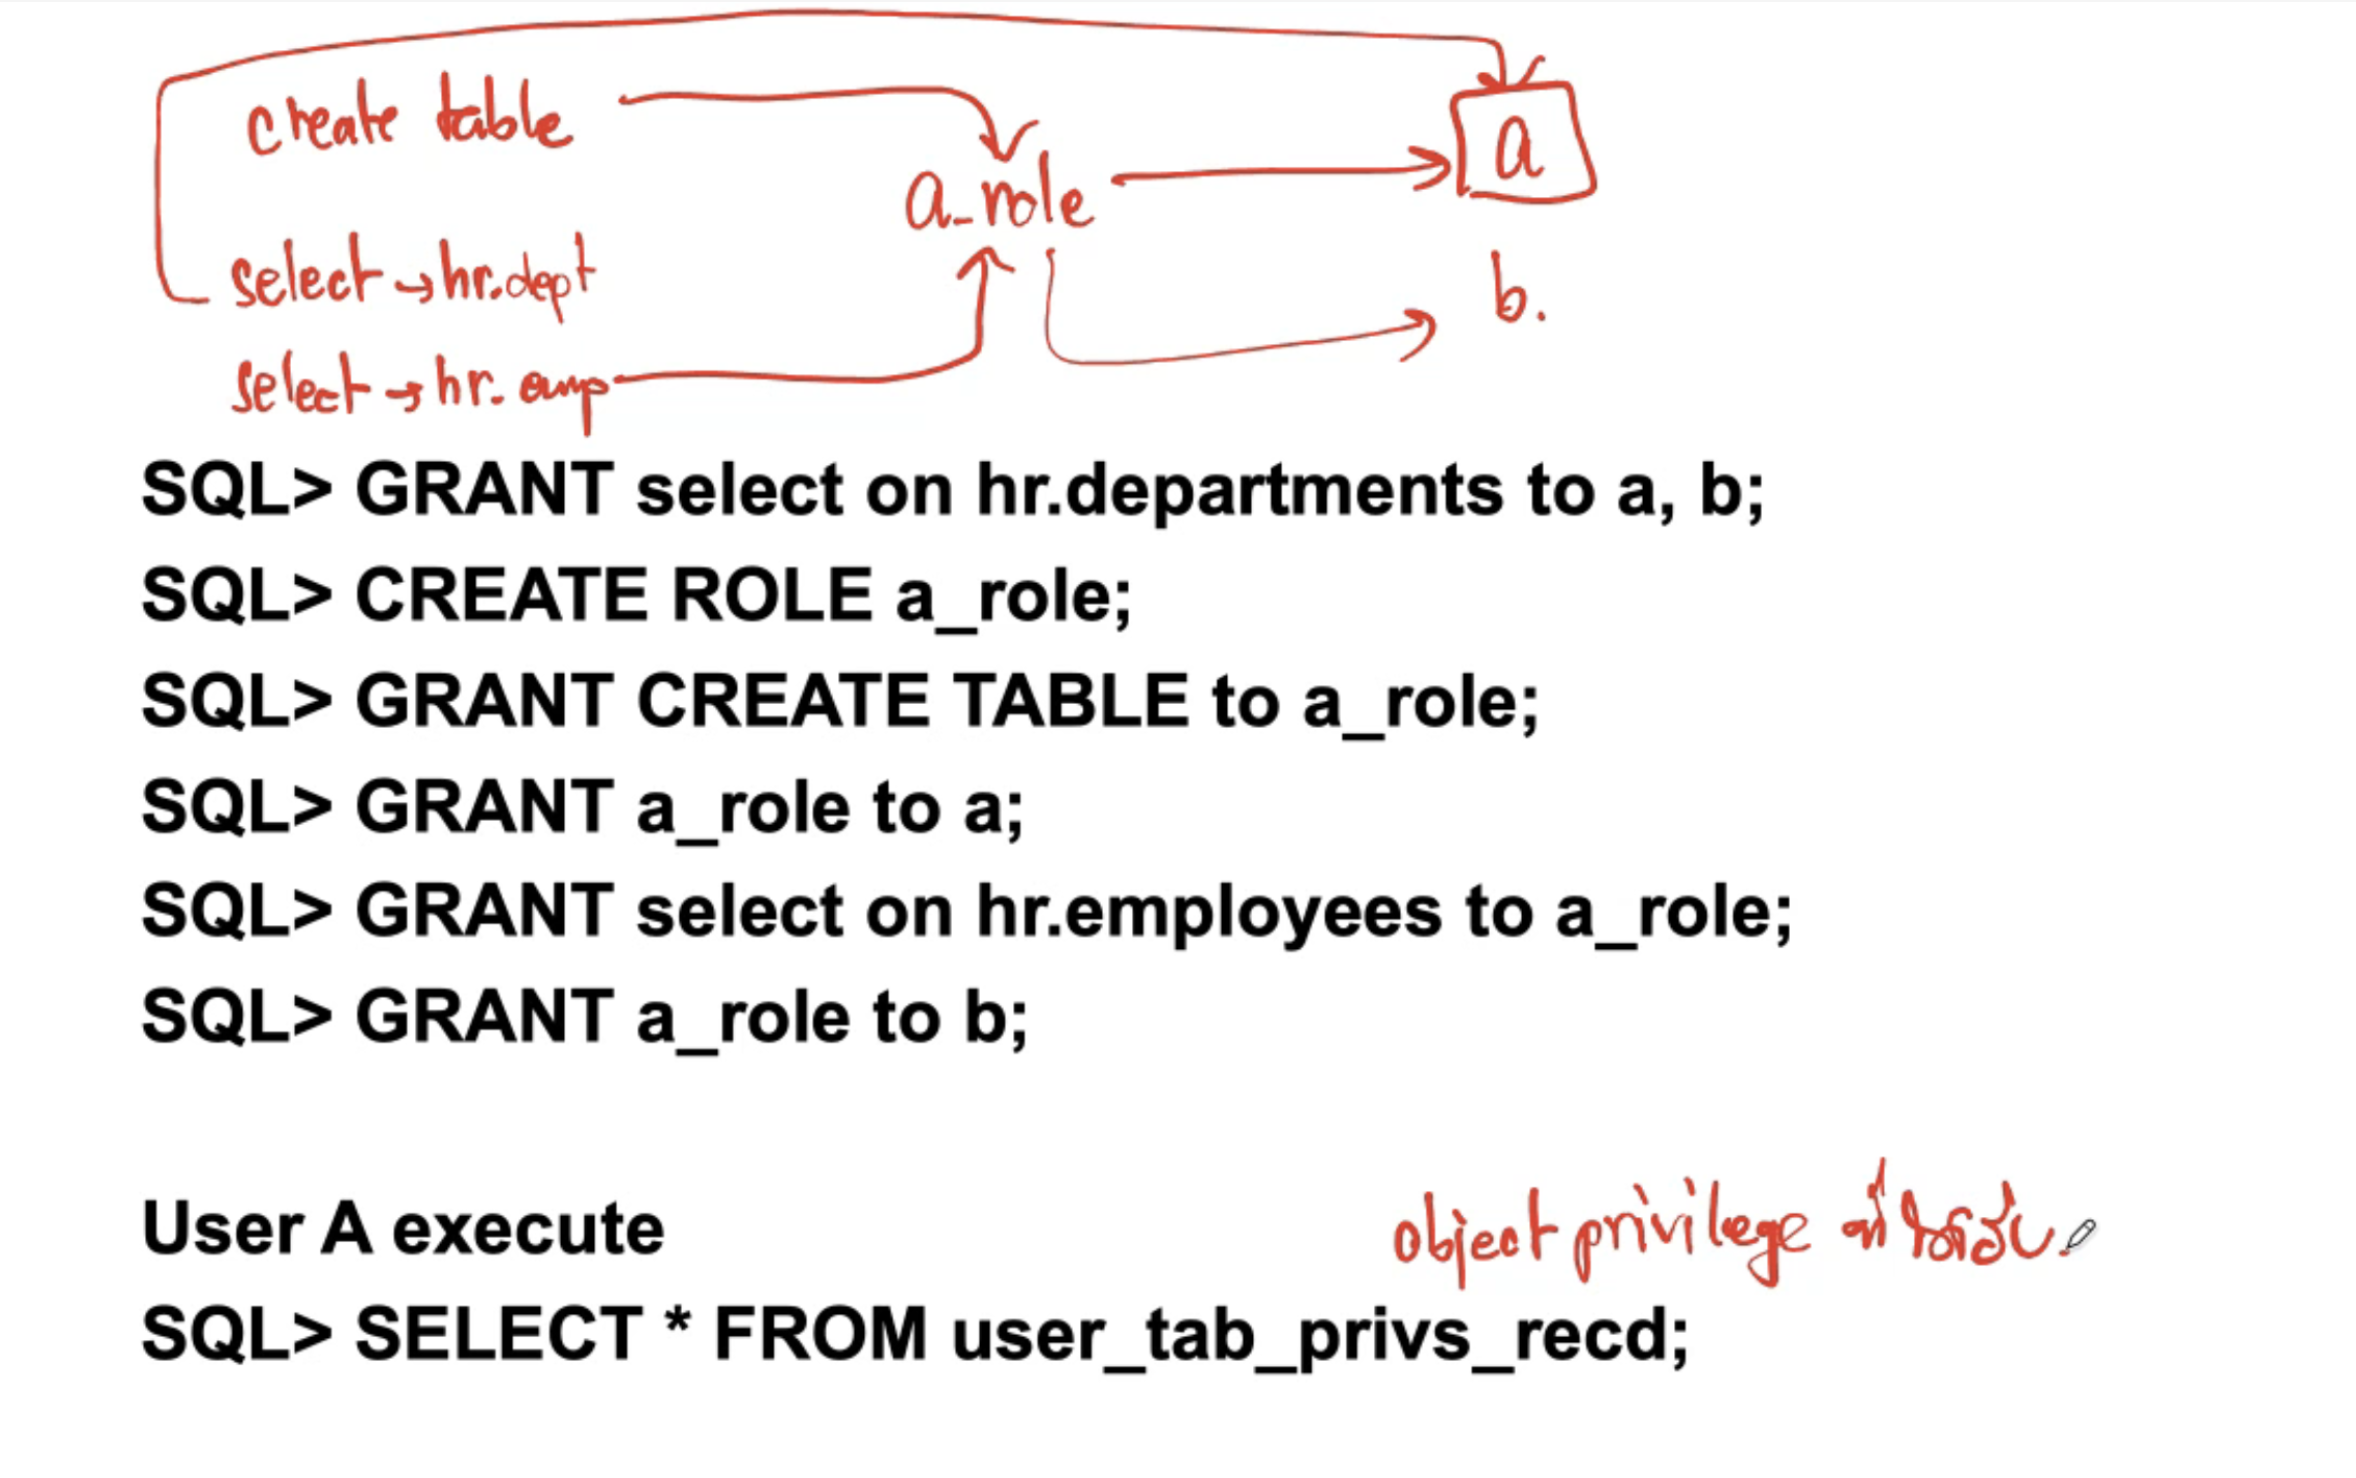 create table
a_role
a
select → hr.dept
b.
select → hr. emp
SQL> GRANT select on hr.departments to a, b;
SQL> CREATE ROLE a_role;
SQL> GRANT CREATE TABLE to a_role;
SQL> GRANT a_role to a;
SQL> GRANT select on hr.employees to a_role;
SQL> GRANT a_role to b;
User A execute
object privilege ที่ได้รับ
SQL> SELECT * FROM user_tab_privs_recd;